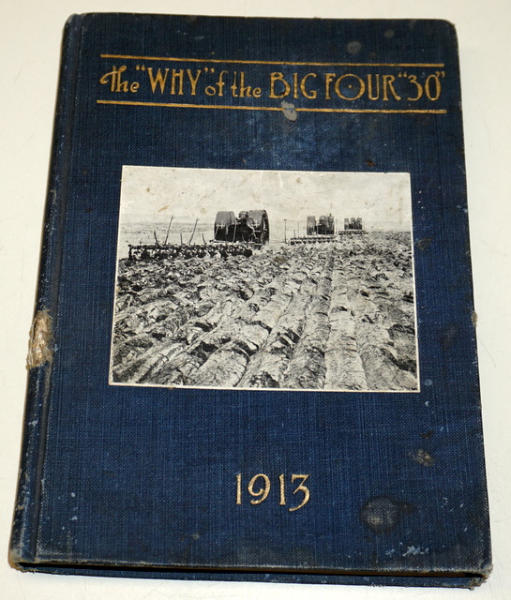 The "WHY" of the BIG FOUR "30"
1913